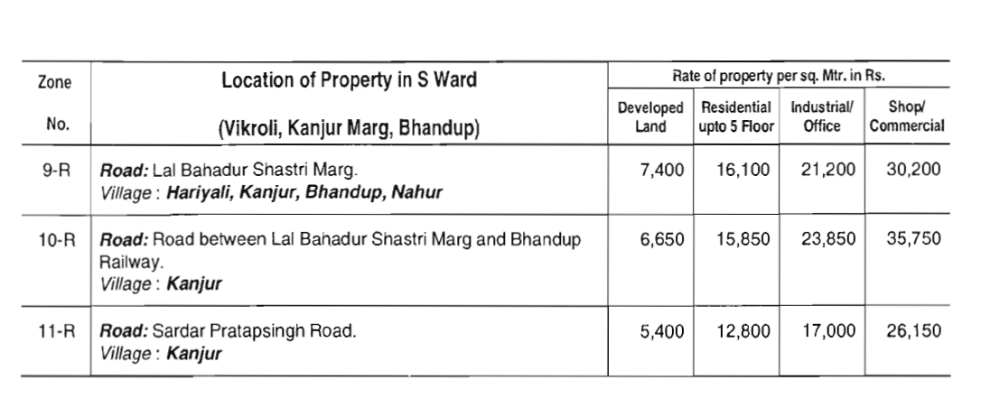 Zone No.
Location of Property in S Ward
(Vikroli, Kanjur Marg, Bhandup)
Rate of property per sq. Mtr. in Rs.
Developed Land
Residential upto 5 Floor
Industrial/ Office
Shop/ Commercial
9-R Road: Lal Bahadur Shastri Marg. 7,400 16,100 21,200 30,200
Village : Hariyali, Kanjur, Bhandup, Nahur
10-R Road: Road between Lal Bahadur Shastri Marg and Bhandup 6,650 15,850 23,850 35,750
Railway.
Village : Kanjur
11-R Road: Sardar Pratapsingh Road. 5,400 12,800 17,000 26,150
Village : Kanjur